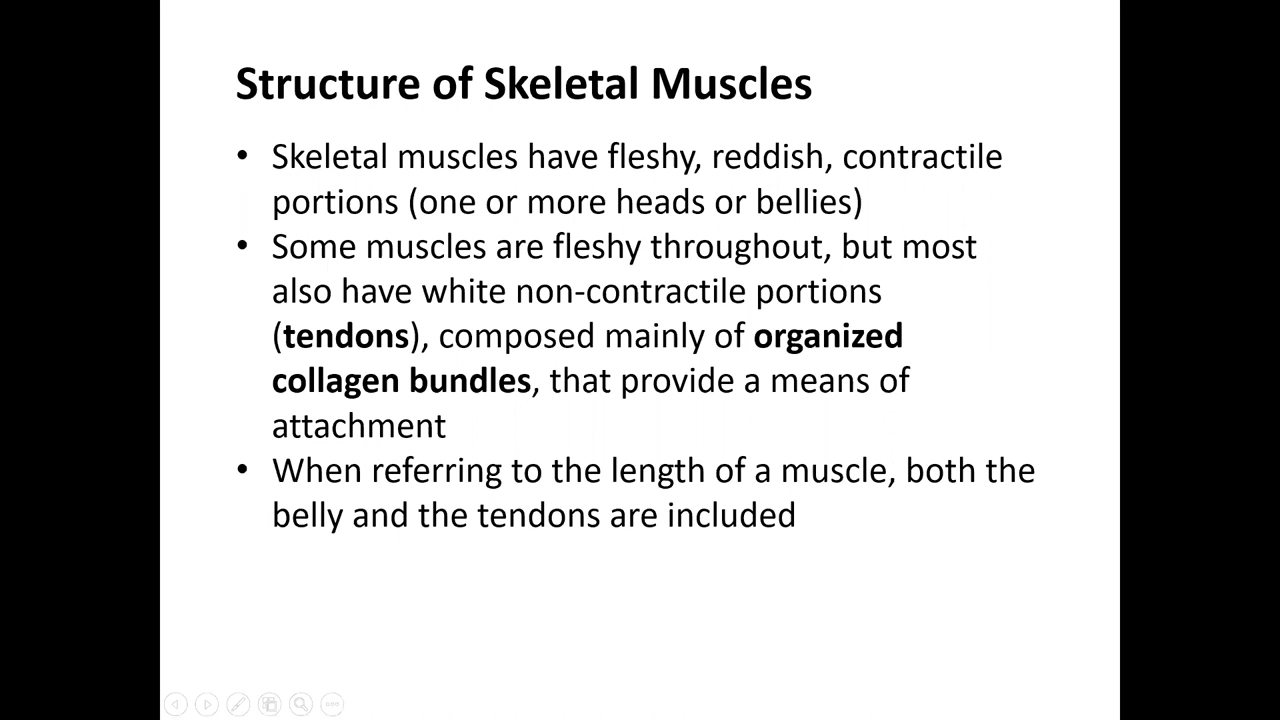 Structure of Skeletal Muscles
• Skeletal muscles have fleshy, reddish, contractile
portions (one or more heads or bellies)
• Some muscles are fleshy throughout, but most
also have white non-contractile portions
(tendons), composed mainly of organized
collagen bundles, that provide a means of
attachment
• When referring to the length of a muscle, both the
belly and the tendons are included